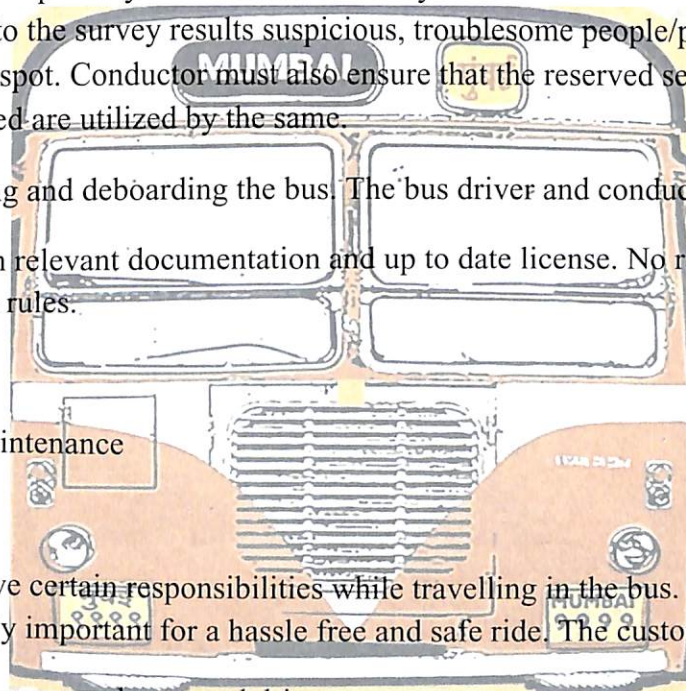 to the survey results suspicious, troublesome people/p
MUMBAI मुंबई
spot. Conductor must also ensure that the reserved se
ed are utilized by the same.
g and deboarding the bus. The bus driver and conduc
n relevant documentation and up to date license. No r
rules.
intenance
ve certain responsibilities while travelling in the bus.
MUMBAI
9999
y important for a hassle free and safe ride. The custo